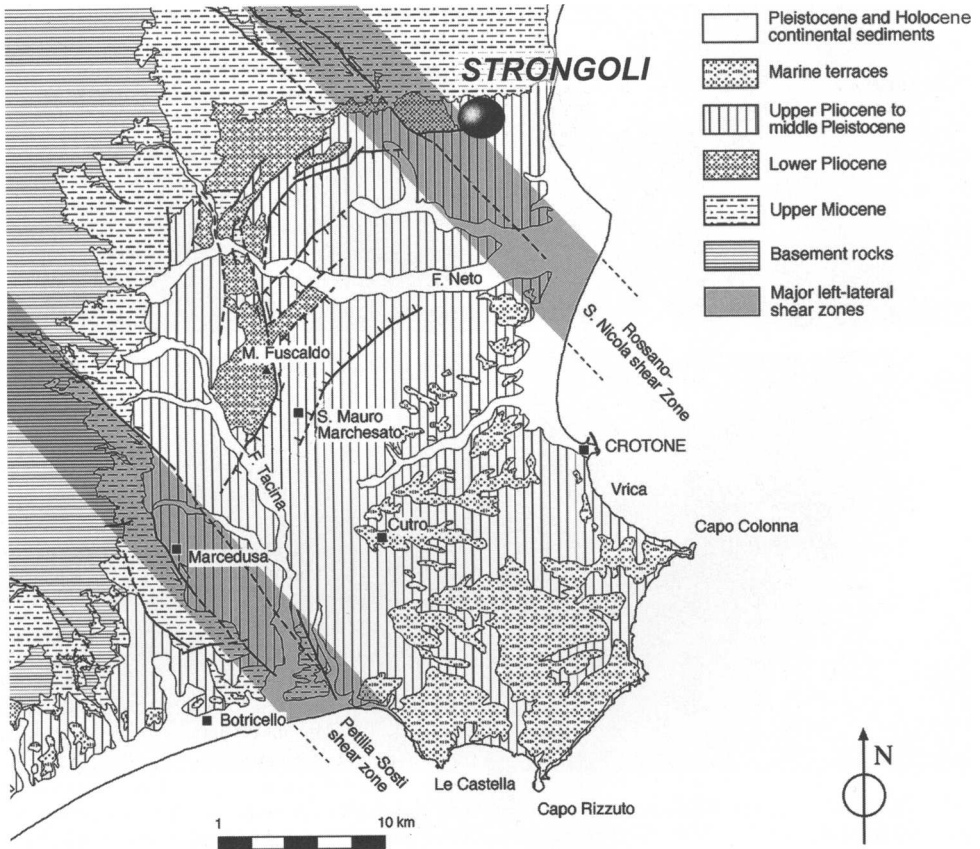 STRONGOLI
F. Neto
Rossano-
S. Nicola shear Zone
M. Fuscaldo
S. Mauro
Marchesato
CROTONE
F. Tacina
Vrica
Cutro
Capo Colonna
Marcedusa
Botricello
Petilia -Sosti
shear zone
Le Castella
Capo Rizzuto
1 10 km
N
Pleistocene and Holocene
continental sediments
Marine terraces
Upper Pliocene to
middle Pleistocene
Lower Pliocene
Upper Miocene
Basement rocks
Major left-lateral
shear zones